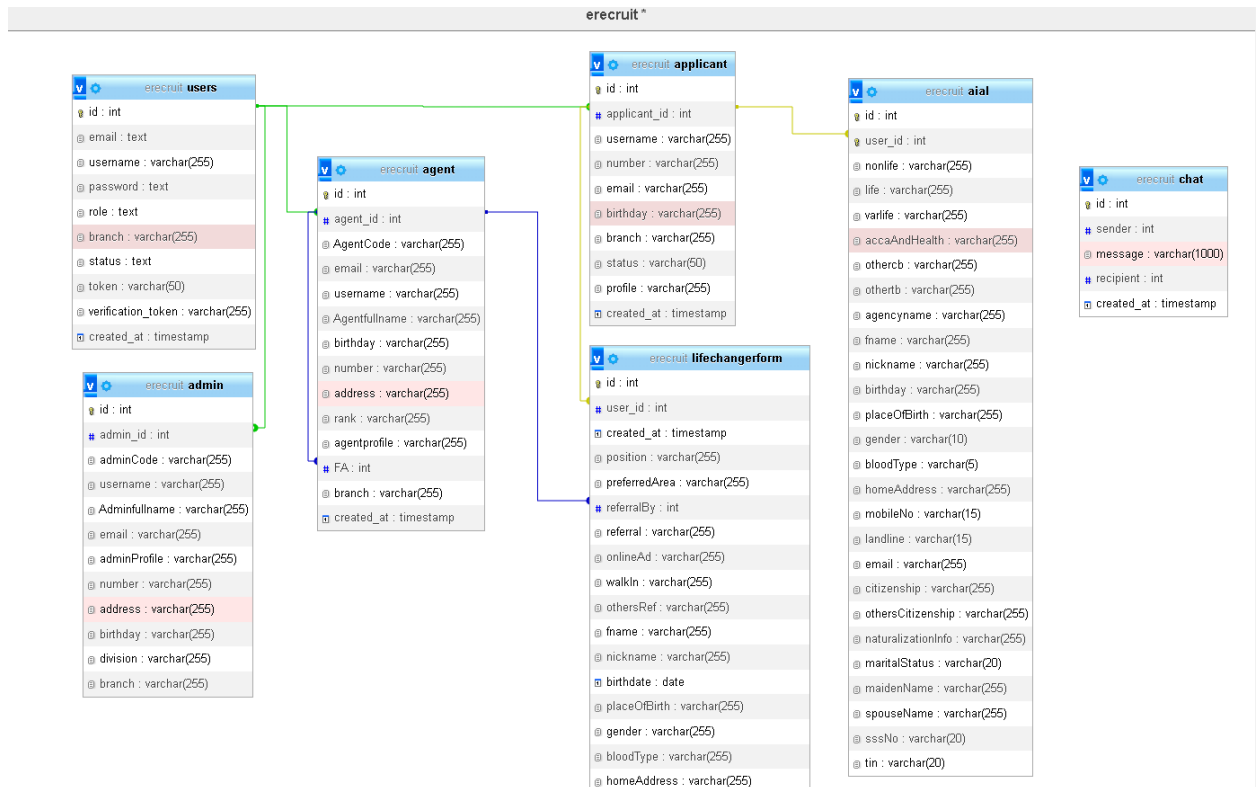 erecruit *
erecruit users
id : int
email : text
username : varchar(255)
password : text
role : text
branch : varchar(255)
status : text
token : varchar(50)
verification_token : varchar(255)
created_at : timestamp
erecruit admin
id : int
admin_id : int
adminCode : varchar(255)
username : varchar(255)
Adminfullname : varchar(255)
email : varchar(255)
adminProfile : varchar(255)
number : varchar(255)
address : varchar(255)
birthday : varchar(255)
division : varchar(255)
branch : varchar(255)
erecruit agent
id : int
agent_id : int
AgentCode : varchar(255)
email : varchar(255)
username : varchar(255)
Agentfullname : varchar(255)
birthday : varchar(255)
number : varchar(255)
address : varchar(255)
rank : varchar(255)
agentprofile : varchar(255)
FA : int
branch : varchar(255)
created_at : timestamp
erecruit applicant
id : int
applicant_id : int
username : varchar(255)
number : varchar(255)
email : varchar(255)
birthday : varchar(255)
branch : varchar(255)
status : varchar(50)
profile : varchar(255)
created_at : timestamp
erecruit lifechangerform
id : int
user_id : int
created_at : timestamp
position : varchar(255)
preferredArea : varchar(255)
referralBy : int
referral : varchar(255)
onlineAd : varchar(255)
walkIn : varchar(255)
othersRef : varchar(255)
fname : varchar(255)
nickname : varchar(255)
birthdate : date
placeOfBirth : varchar(255)
gender : varchar(255)
bloodType : varchar(255)
homeAddress : varchar(255)
erecruit aial
id : int
user_id : int
nonlife : varchar(255)
life : varchar(255)
varlife : varchar(255)
accaAndHealth : varchar(255)
othercb : varchar(255)
othertb : varchar(255)
agencyname : varchar(255)
fname : varchar(255)
nickname : varchar(255)
birthday : varchar(255)
placeOfBirth : varchar(255)
gender : varchar(10)
bloodType : varchar(5)
homeAddress : varchar(255)
mobileNo : varchar(15)
landline : varchar(15)
email : varchar(255)
citizenship : varchar(255)
othersCitizenship : varchar(255)
naturalizationInfo : varchar(255)
maritalStatus : varchar(20)
maidenName : varchar(255)
spouseName : varchar(255)
sssNo : varchar(20)
tin : varchar(20)
erecruit chat
id : int
sender : int
message : varchar(1000)
recipient : int
created_at : timestamp